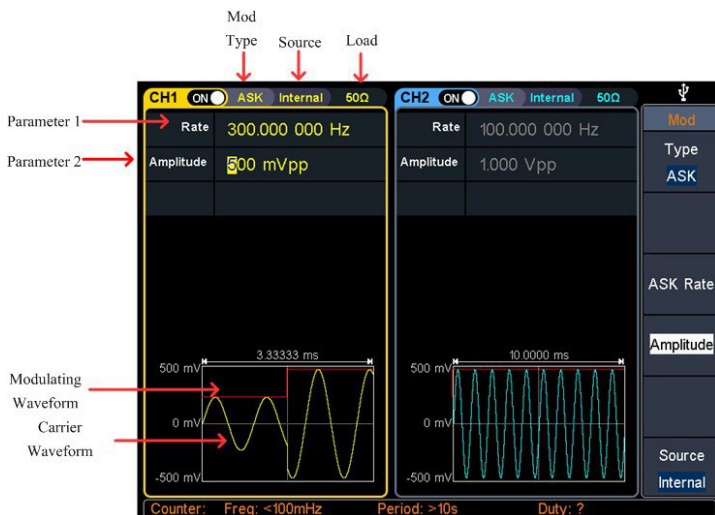 Mod
Type
Source
Load
CH1 ON ASK Internal 50Ω
CH2 ON ASK Internal 50Ω
Parameter 1
Rate 300.000 000 Hz
Rate 100.000 000 Hz
Mod
Parameter 2
Amplitude 500 mVpp
Amplitude 1.000 Vpp
Type
ASK
ASK Rate
Amplitude
3.33333 ms
10.0000 ms
500 mV
500 mV
Modulating
Waveform
0 mV
0 mV
Carrier
Waveform
-500 mV
-500 mV
Source
Internal
Counter: Freq: <100mHz Period: >10s Duty: ?